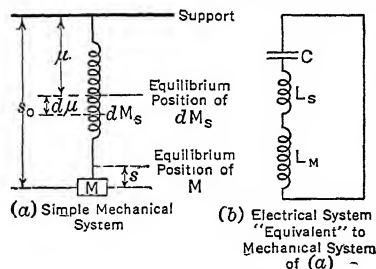 Support
μ
s₀
dμ
dMₛ
Equilibrium
Position of
dMₛ
Equilibrium
Position of
M
s
M
(a) Simple Mechanical
System
C
Lₛ
L_M
(b) Electrical System
"Equivalent" to
Mechanical System
of (a)